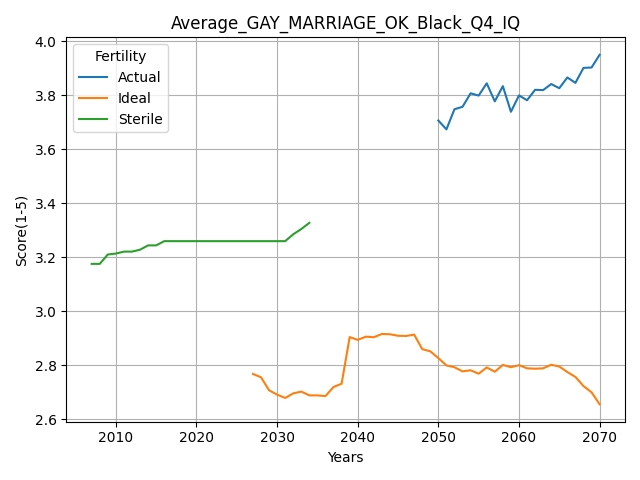 Average_GAY_MARRIAGE_OK_Black_Q4_IQ
Fertility
Actual
Ideal
Sterile
Score(1-5)
4.0
3.8
3.6
3.4
3.2
3.0
2.8
2.6
2010 2020 2030 2040 2050 2060 2070
Years